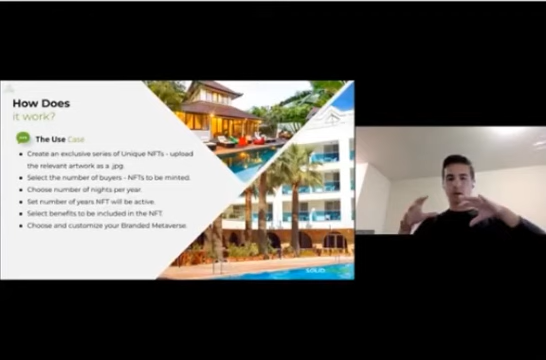 How Does
it work?
The Use Case
Create an exclusive series of Unique NFTs - upload
the relevant artwork as a .jpg.
Select the number of buyers - NFTs to be minted.
Choose number of nights per year.
Set number of years NFT will be active.
Select benefits to be included in the NFT.
Choose and customize your Branded Metaverse.